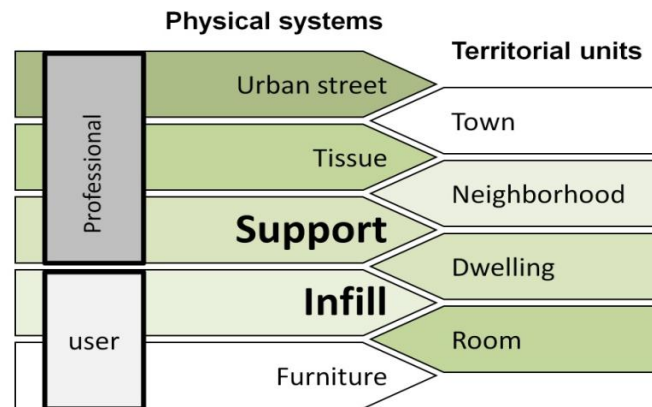 Physical systems
Territorial units
Professional
Urban street
Town
Tissue
Neighborhood
Support
Dwelling
Infill
user
Room
Furniture